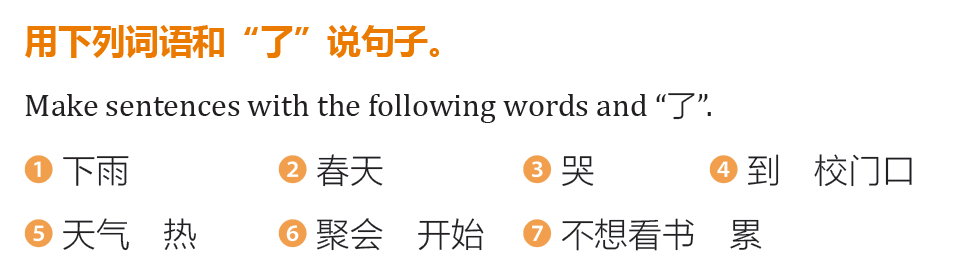 用下列词语和“了”说句子。
Make sentences with the following words and “了”.
1 下雨 2 春天 3 哭 4 到 校门口
5 天气 热 6 聚会 开始 7 不想看书 累